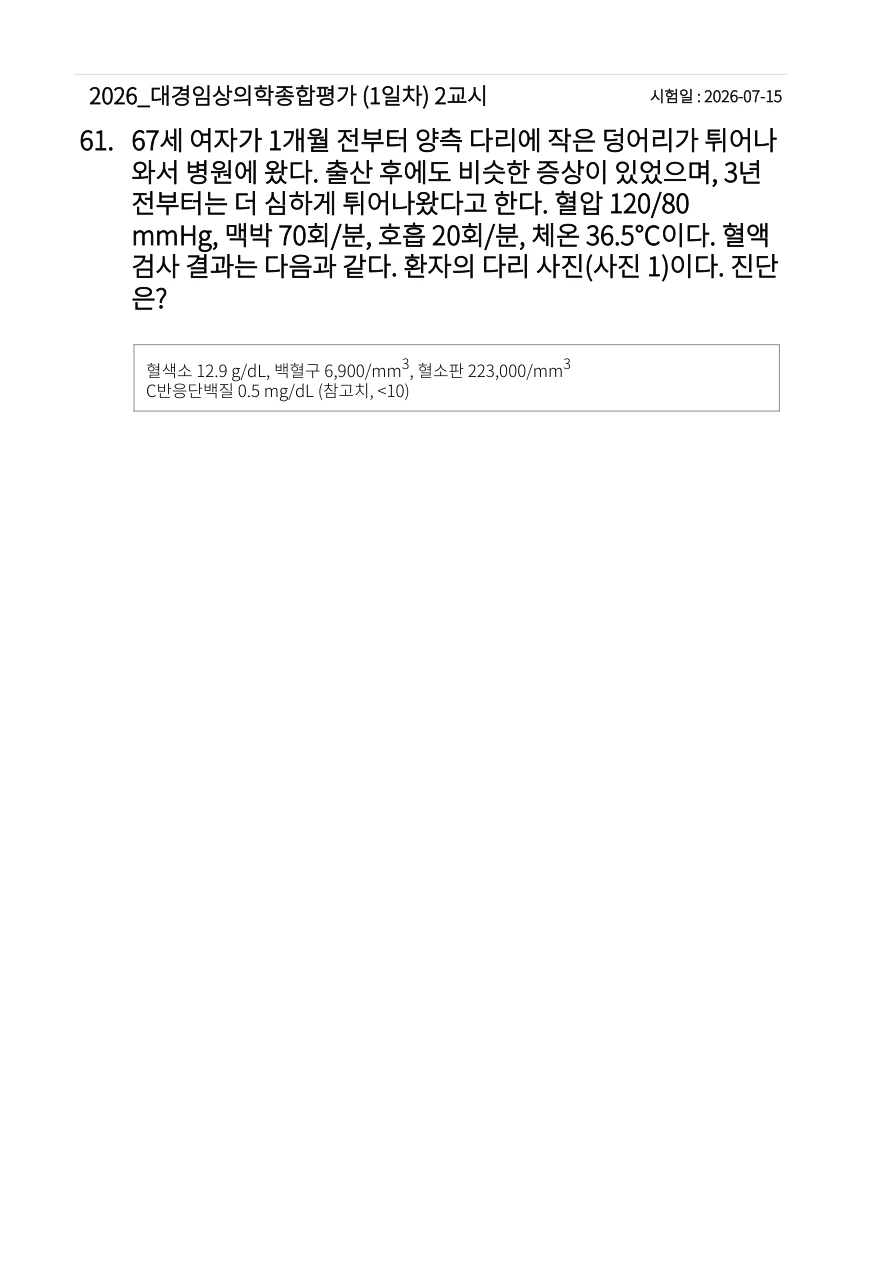 2026_대경임상의학종합평가 (1일차) 2교시
시험일 : 2026-07-15
61. 67세 여자가 1개월 전부터 양측 다리에 작은 덩어리가 튀어나
와서 병원에 왔다. 출산 후에도 비슷한 증상이 있었으며, 3년
전부터는 더 심하게 튀어나왔다고 한다. 혈압 120/80
mmHg, 맥박 70회/분, 호흡 20회/분, 체온 36.5℃이다. 혈액
검사 결과는 다음과 같다. 환자의 다리 사진(사진 1)이다. 진단
은?
혈색소 12.9 g/dL, 백혈구 6,900/mm³, 혈소판 223,000/mm³
C반응단백질 0.5 mg/dL (참고치, <10)